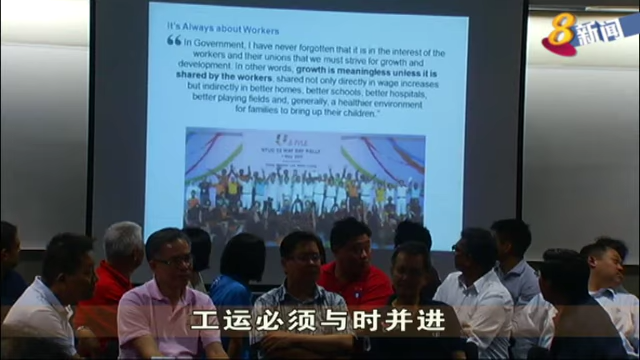 8 新闻
It's Always about Workers
“ In Government, I have never forgotten that it is in the interest of the
workers and their unions that we must strive for growth and
development. In other words, growth is meaningless unless it is
shared by the workers, shared not only directly in wage increases
but indirectly in better homes, better schools, better hospitals,
better playing fields and, generally, a healthier environment
for families to bring up their children.”
MAY DAY RALLY
工运必须与时并进